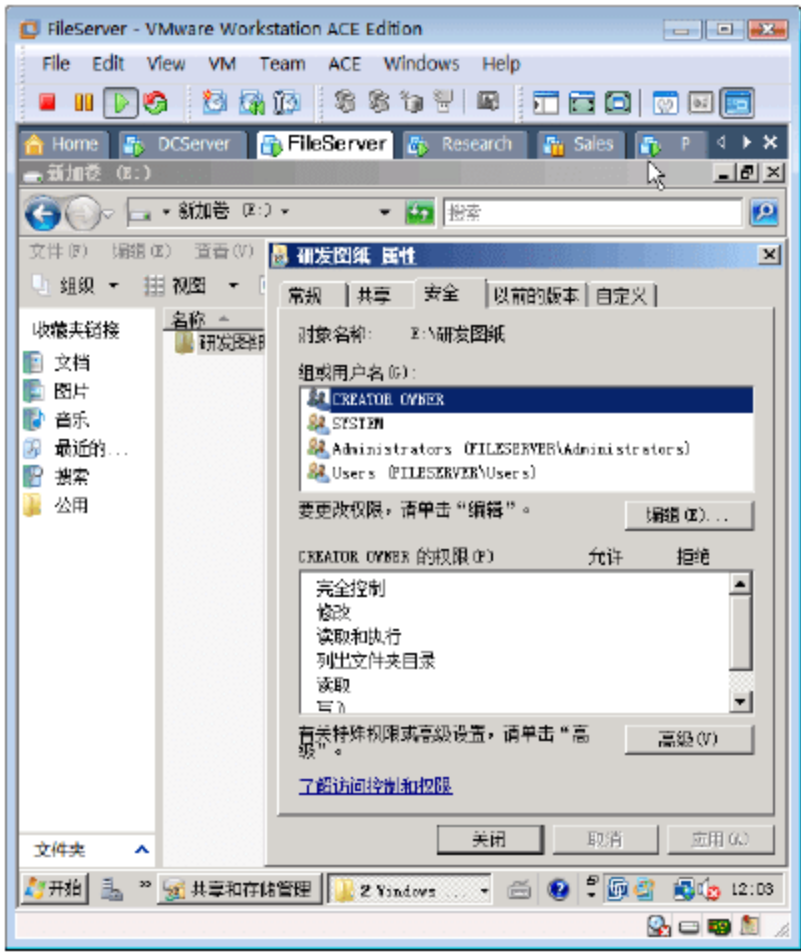 FileServer - VMware Workstation ACE Edition
File Edit View VM Team ACE Windows Help
Home DCServer FileServer Research Sales P
新加卷 (E:)
新加卷 (E:) 搜索
文件(F) 编辑(E) 查看(V)
研发图纸 属性
组织 视图
常规 共享 安全 以前的版本 自定义
名称
研发图纸
收藏夹链接
文档
图片
音乐
最近的...
搜索
公用
对象名称: E:\研发图纸
组或用户名(G):
CREATOR OWNER
SYSTEM
Administrators (FILESERVER\Administrators)
Users (FILESERVER\Users)
要更改权限，请单击“编辑”。
编辑(E)...
CREATOR OWNER 的权限(P) 允许 拒绝
完全控制
修改
读取和执行
列出文件夹目录
读取
写入
有关特殊权限或高级设置，请单击“高
级”。
高级(V)
了解访问控制和权限
关闭 取消 应用(A)
文件夹
开始 » 共享和存储管理 2 Windows ... 12:03